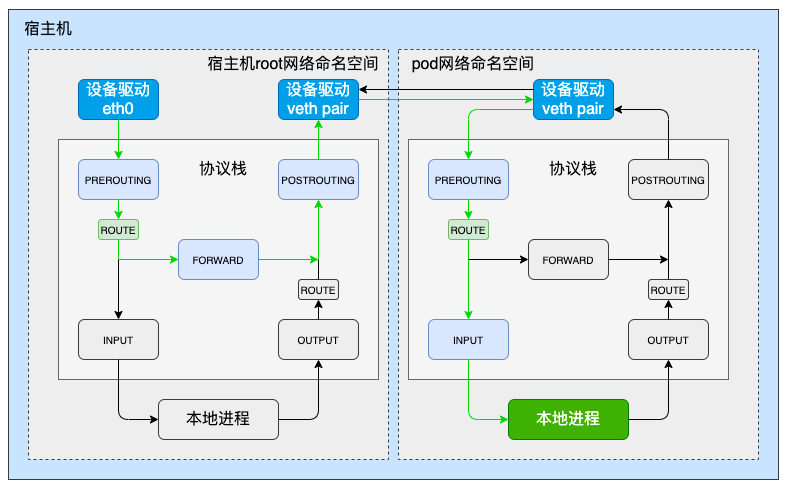 宿主机
宿主机root网络命名空间
设备驱动
eth0
设备驱动
veth pair
协议栈
PREROUTING
POSTROUTING
ROUTE
FORWARD
ROUTE
INPUT
OUTPUT
本地进程
pod网络命名空间
设备驱动
veth pair
协议栈
PREROUTING
POSTROUTING
ROUTE
FORWARD
ROUTE
INPUT
OUTPUT
本地进程